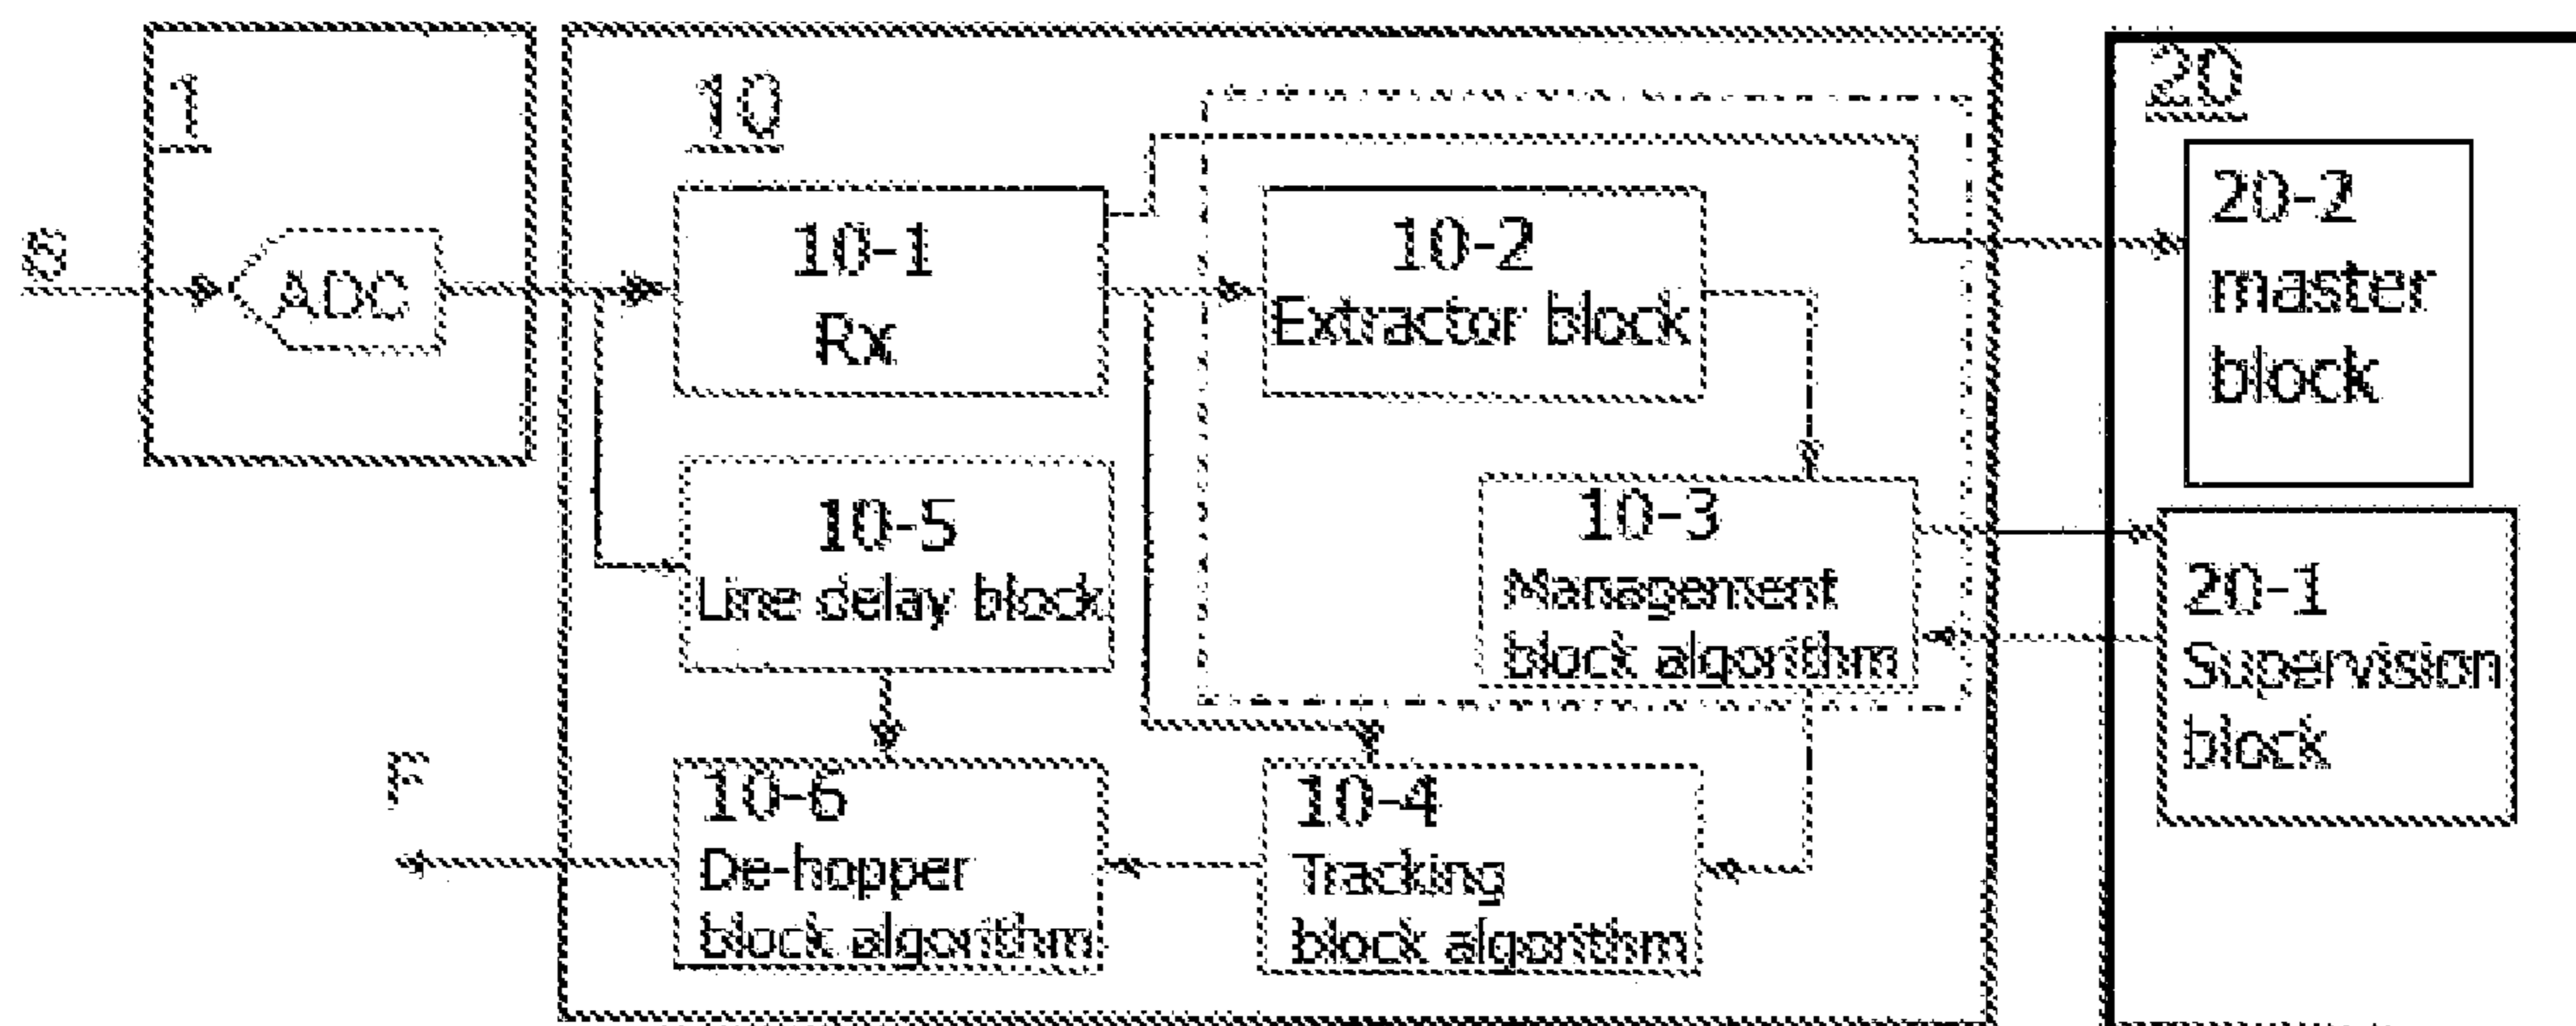 1
10
20
S
ADC
10-1
Rx
10-2
Extractor block
20-2
master
block
10-5
Line delay block
10-3
Management
block algorithm
20-1
Supervision
block
F
10-6
De-hopper
block algorithm
10-4
Tracking
block algorithm